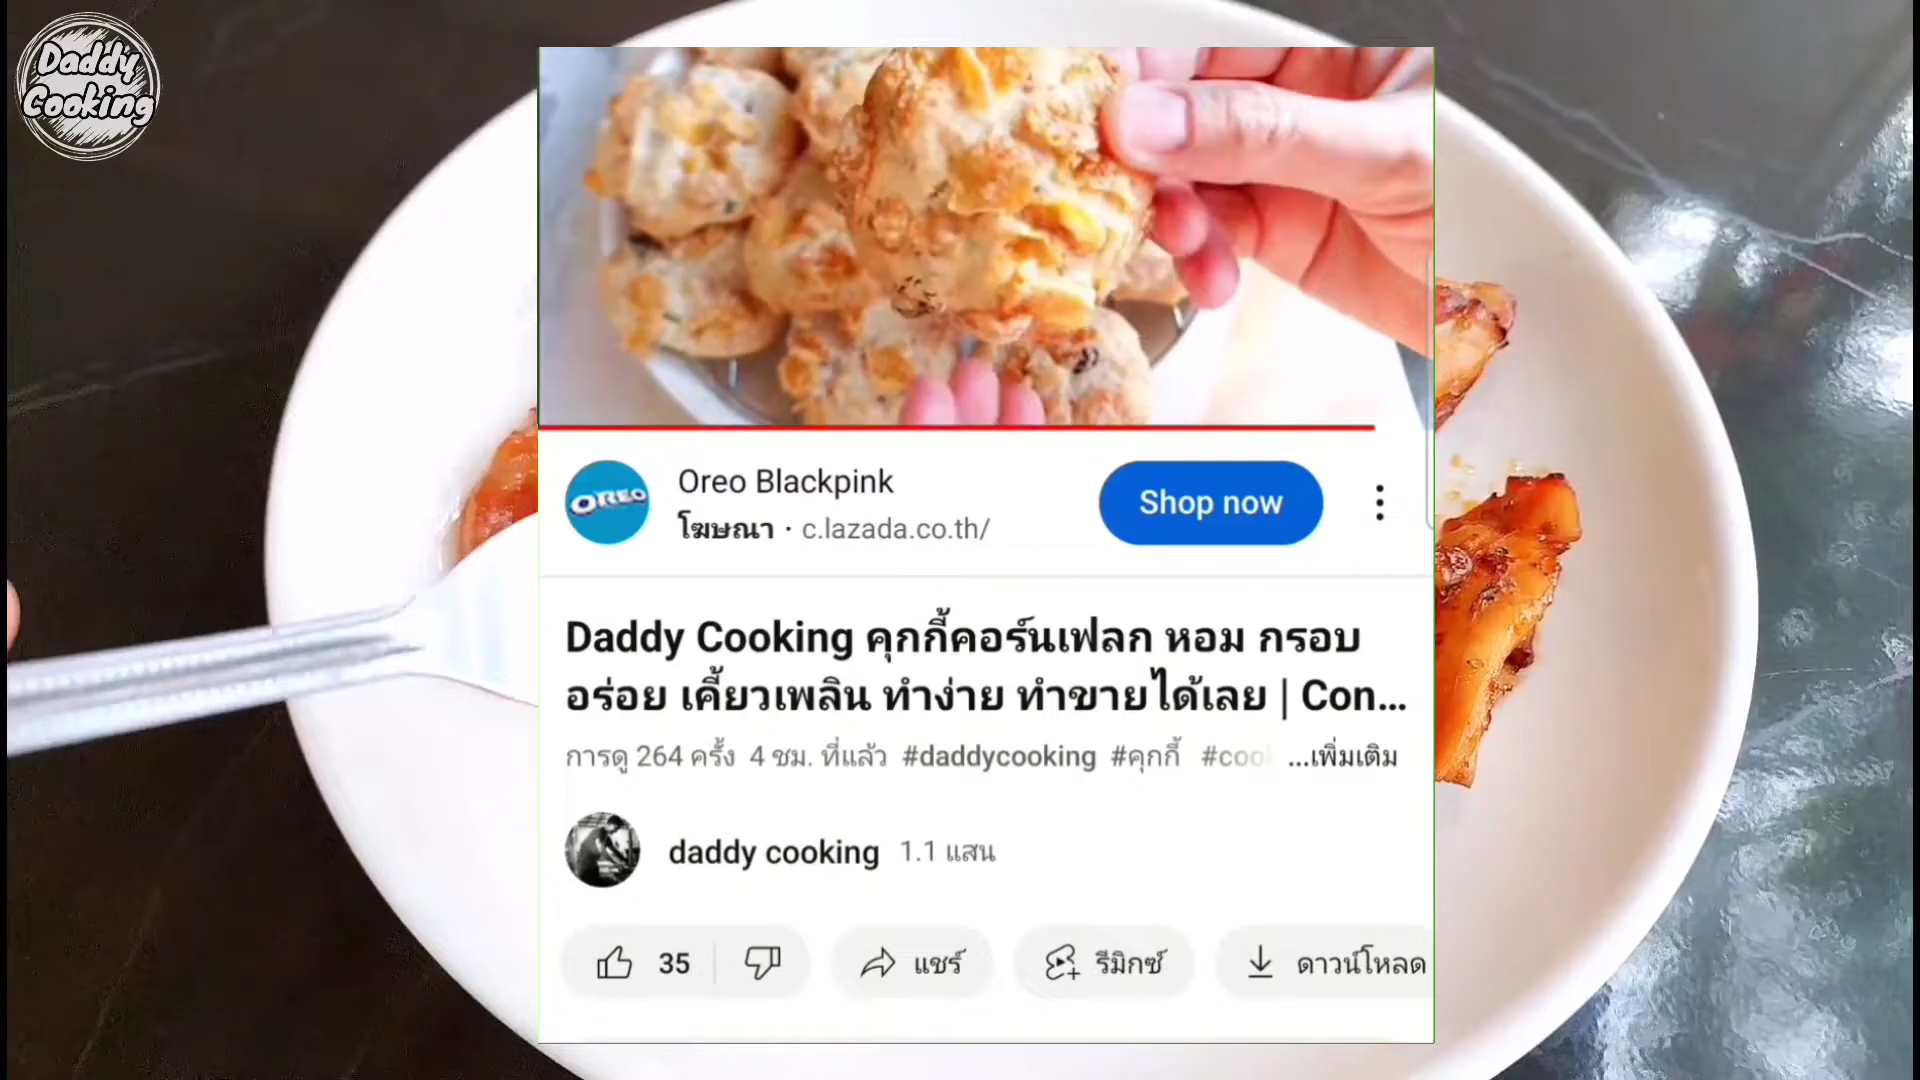 Daddy
Cooking
OREO
Oreo Blackpink
โฆษณา · c.lazada.co.th/
Shop now
Daddy Cooking คุกกี้คอร์นเฟลก หอม กรอบ
อร่อย เคี้ยวเพลิน ทำง่าย ทำขายได้เลย | Con...
การดู 264 ครั้ง 4 ชม. ที่แล้ว #daddycooking #คุกกี้ #cool ...เพิ่มเติม
daddy cooking 1.1 แสน
35 แชร์ รีมิกซ์ ดาวน์โหลด